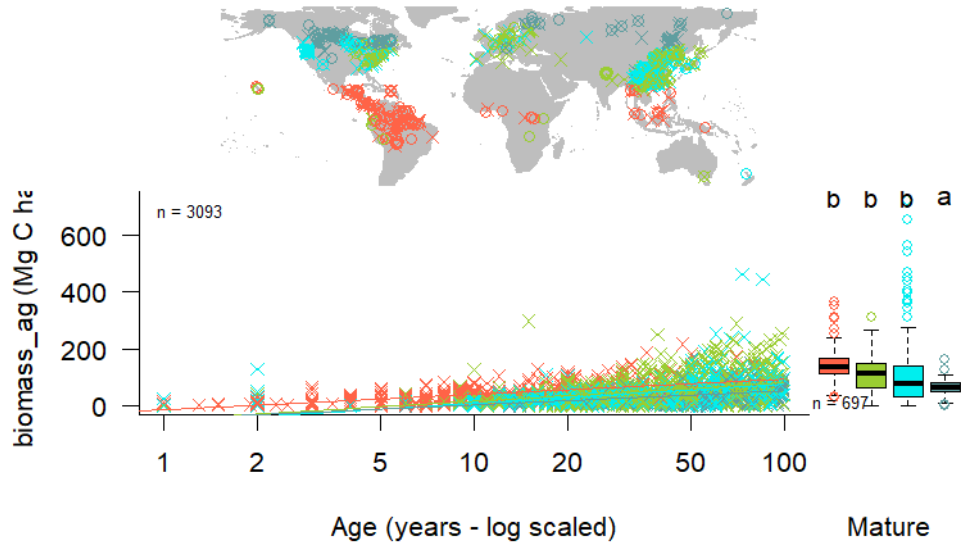 biomass_ag (Mg C ha
n = 3093
600
400
200
0
1 2 5 10 20 50 100
Age (years - log scaled)
b b b a
n = 697
Mature